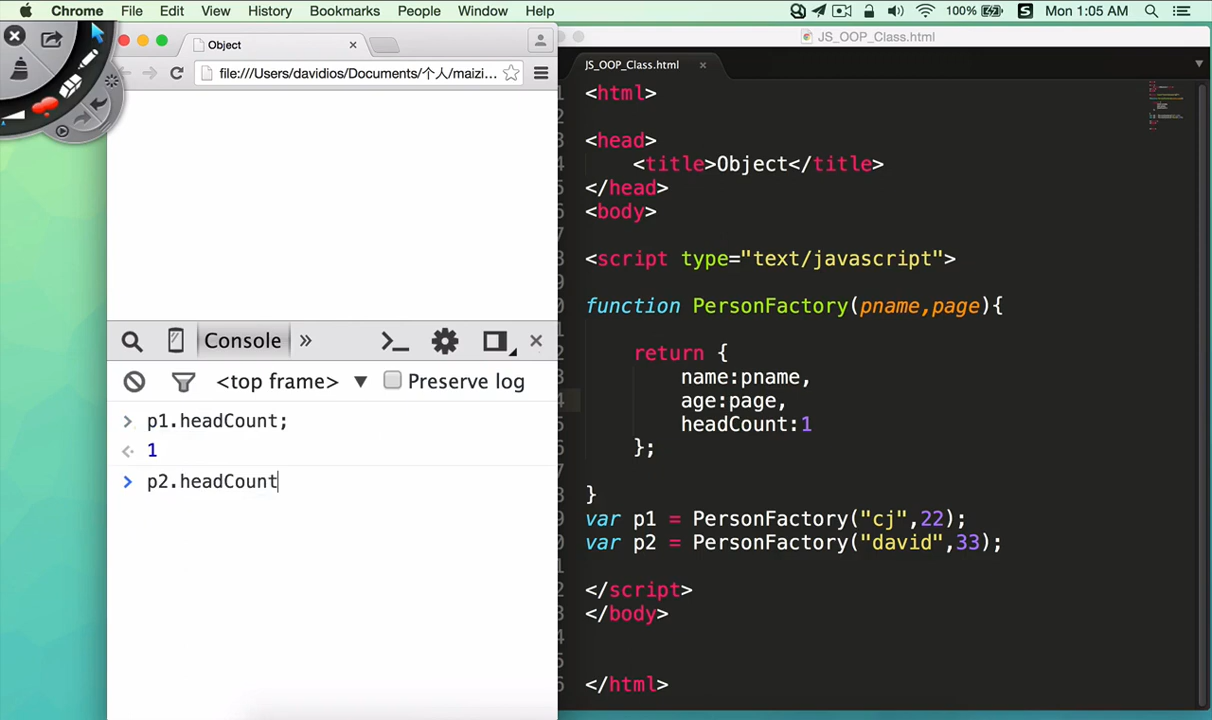 Chrome File Edit View History Bookmarks People Window Help 100% Mon 1:05 AM
Object
file:///Users/davidios/Documents/个人/maizi...
Console »
<top frame> ▼ Preserve log
> p1.headCount;
1
> p2.headCount
JS_OOP_Class.html
JS_OOP_Class.html
<html>
<head>
<title>Object</title>
</head>
<body>
<script type="text/javascript">
function PersonFactory(pname,page){
return {
name:pname,
age:page,
headCount:1
};
}
var p1 = PersonFactory("cj",22);
var p2 = PersonFactory("david",33);
</script>
</body>
</html>